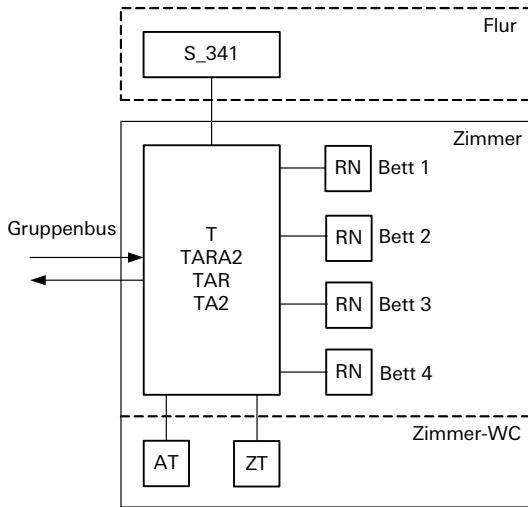 Flur
S_341
Zimmer
RN Bett 1
Gruppenbus
T
TARA2
TAR
TA2
RN Bett 2
RN Bett 3
RN Bett 4
Zimmer-WC
AT
ZT